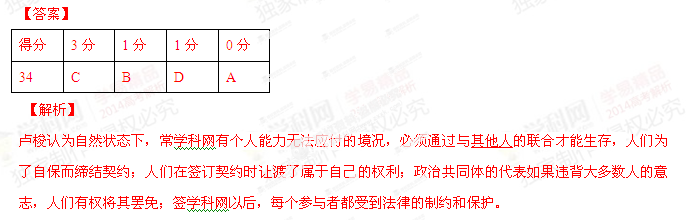 【答案】
得分 3 分 1 分 1 分 0 分
34 C B D A
【解析】
卢梭认为自然状态下，常学科网有个人能力无法应付的境况，必须通过与其他人的联合才能生存，人们为
了自保而缔结契约；人们在签订契约时让渡了属于自己的权利；政治共同体的代表如果违背大多数人的意
志，人们有权将其罢免；签学科网以后，每个参与者都受到法律的制约和保护。